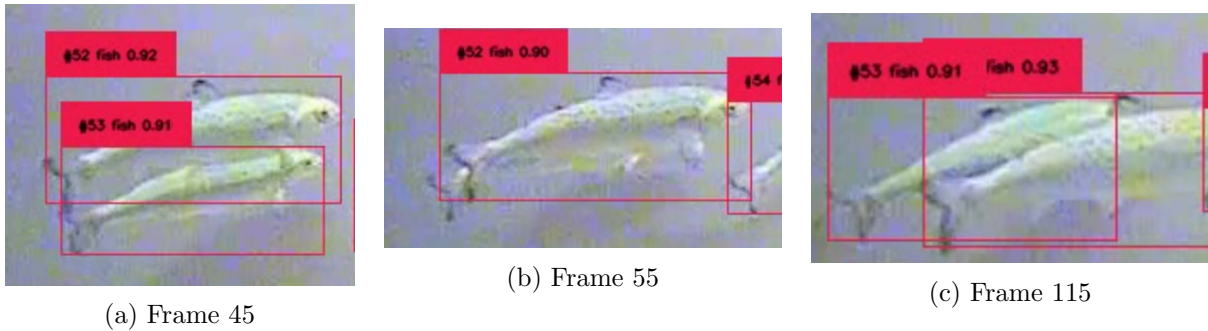 #52 fish 0.92
#53 fish 0.91
(a) Frame 45
#52 fish 0.90
#54 f
(b) Frame 55
#53 fish 0.91
fish 0.93
(c) Frame 115